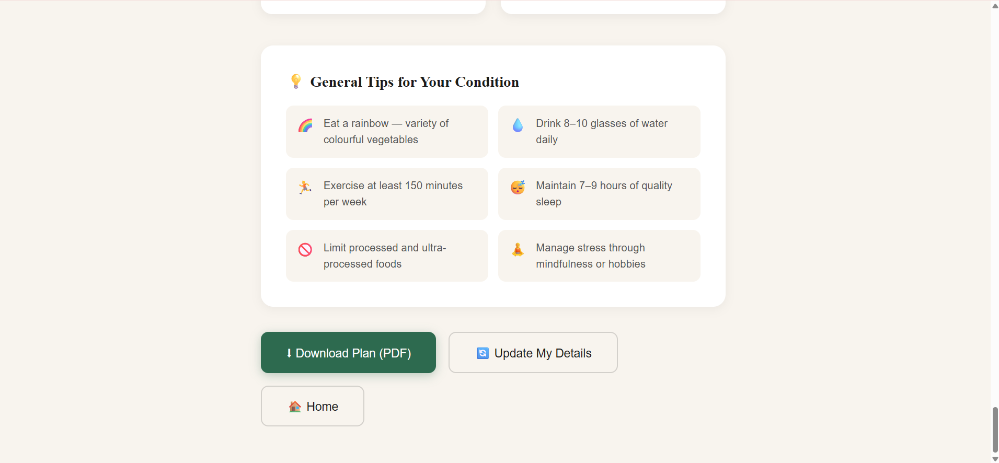 General Tips for Your Condition
Eat a rainbow — variety of
colourful vegetables
Drink 8–10 glasses of water
daily
Exercise at least 150 minutes
per week
Maintain 7–9 hours of quality
sleep
Limit processed and ultra-
processed foods
Manage stress through
mindfulness or hobbies
Download Plan (PDF)
Update My Details
Home